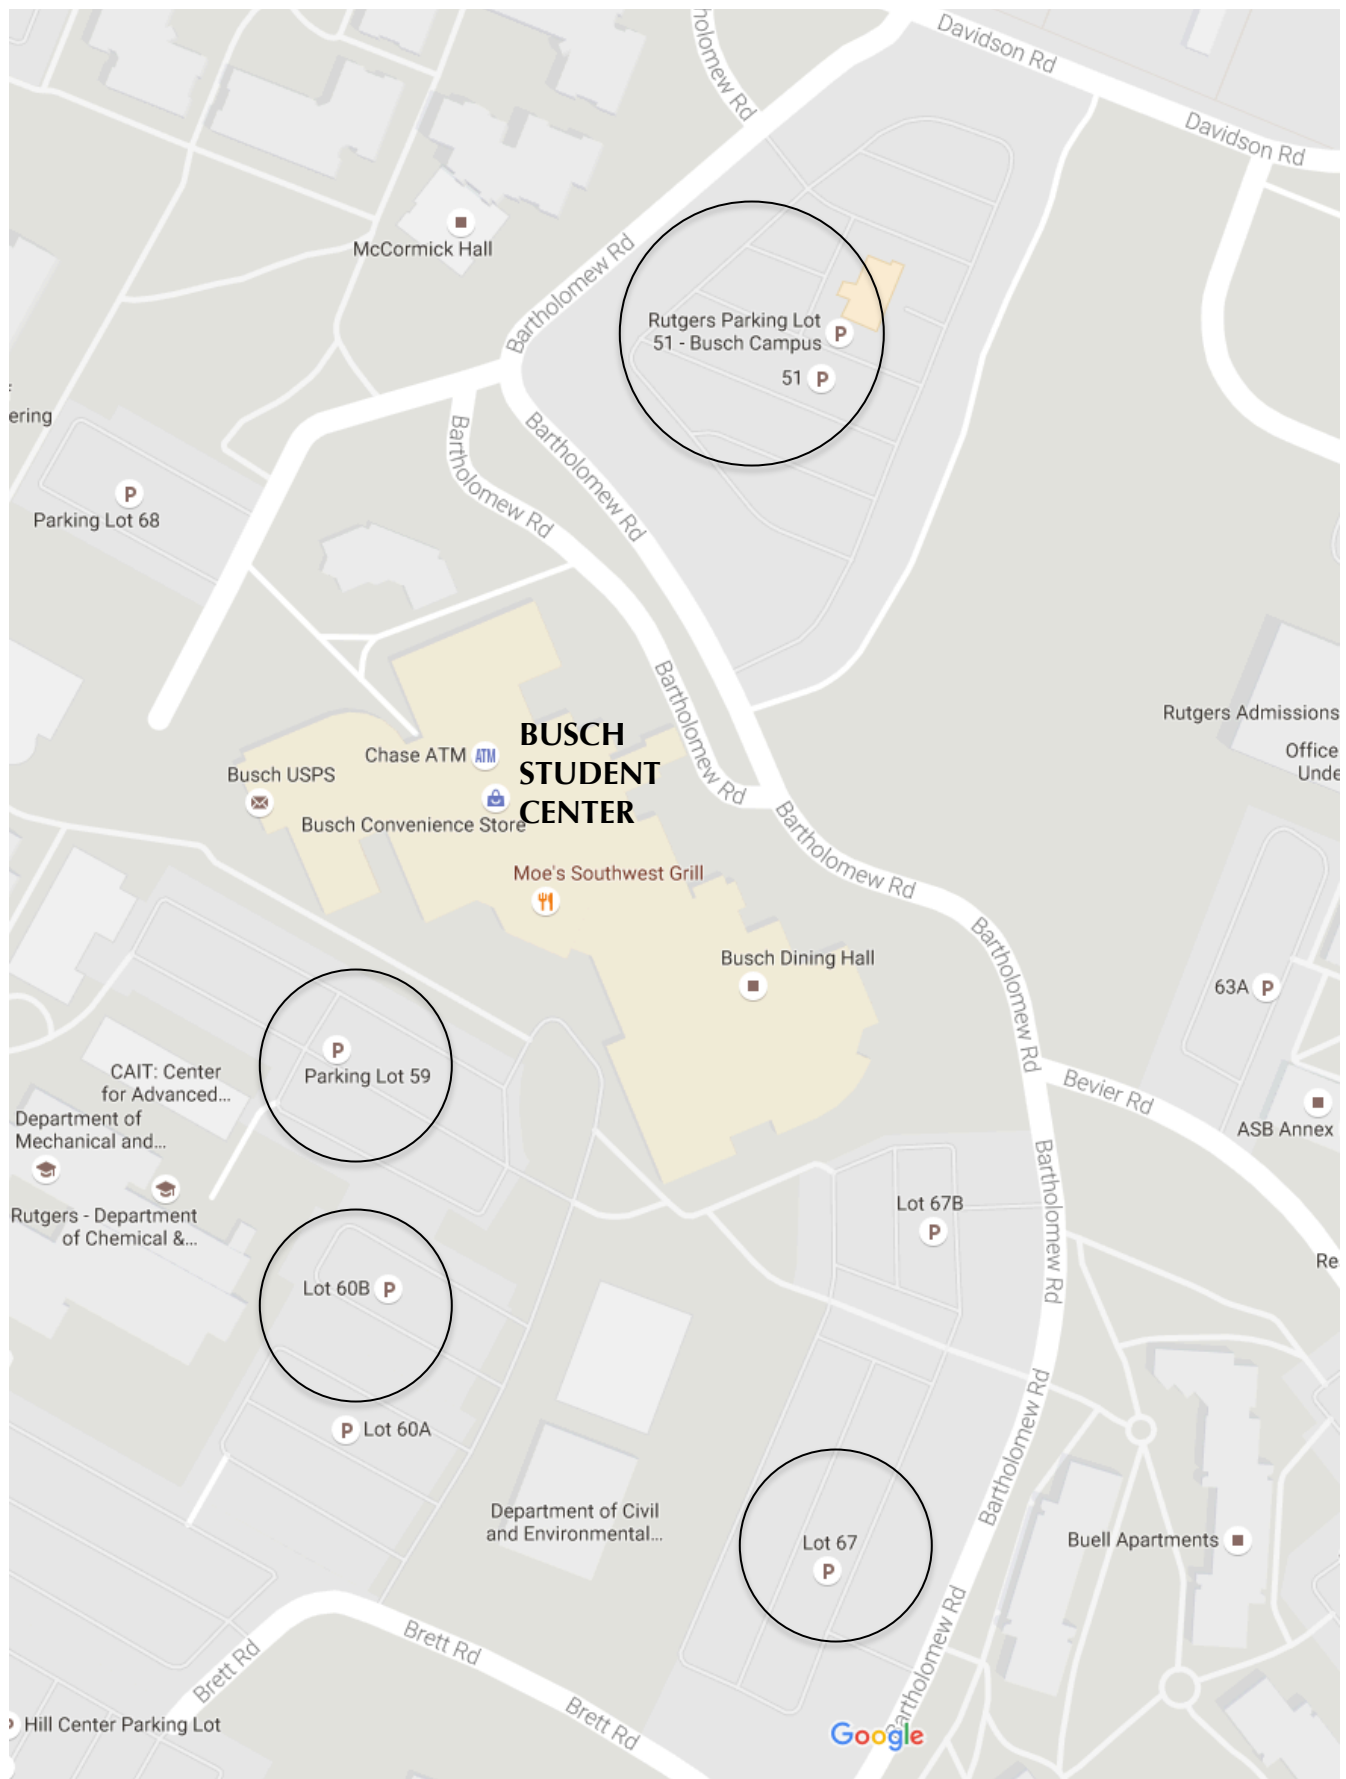 Davidson Rd
Davidson Rd
holomew Rd
McCormick Hall
Bartholomew Rd
Rutgers Parking Lot
51 - Busch Campus
51
ering
Bartholomew Rd
Bartholomew Rd
Parking Lot 68
Bartholomew Rd
Rutgers Admissions
Office
Unde
BUSCH
STUDENT
CENTER
Chase ATM
ATM
Busch USPS
Busch Convenience Store
Bartholomew Rd
Moe's Southwest Grill
Busch Dining Hall
Bartholomew Rd
63A
Parking Lot 59
CAIT: Center
for Advanced...
Department of
Mechanical and...
Bevier Rd
ASB Annex
Rutgers - Department
of Chemical &...
Lot 67B
Bartholomew Rd
Re
Lot 60B
Lot 60A
Bartholomew Rd
Department of Civil
and Environmental...
Lot 67
Buell Apartments
Bartholomew Rd
Brett Rd
Brett Rd
Brett Rd
Hill Center Parking Lot
Google